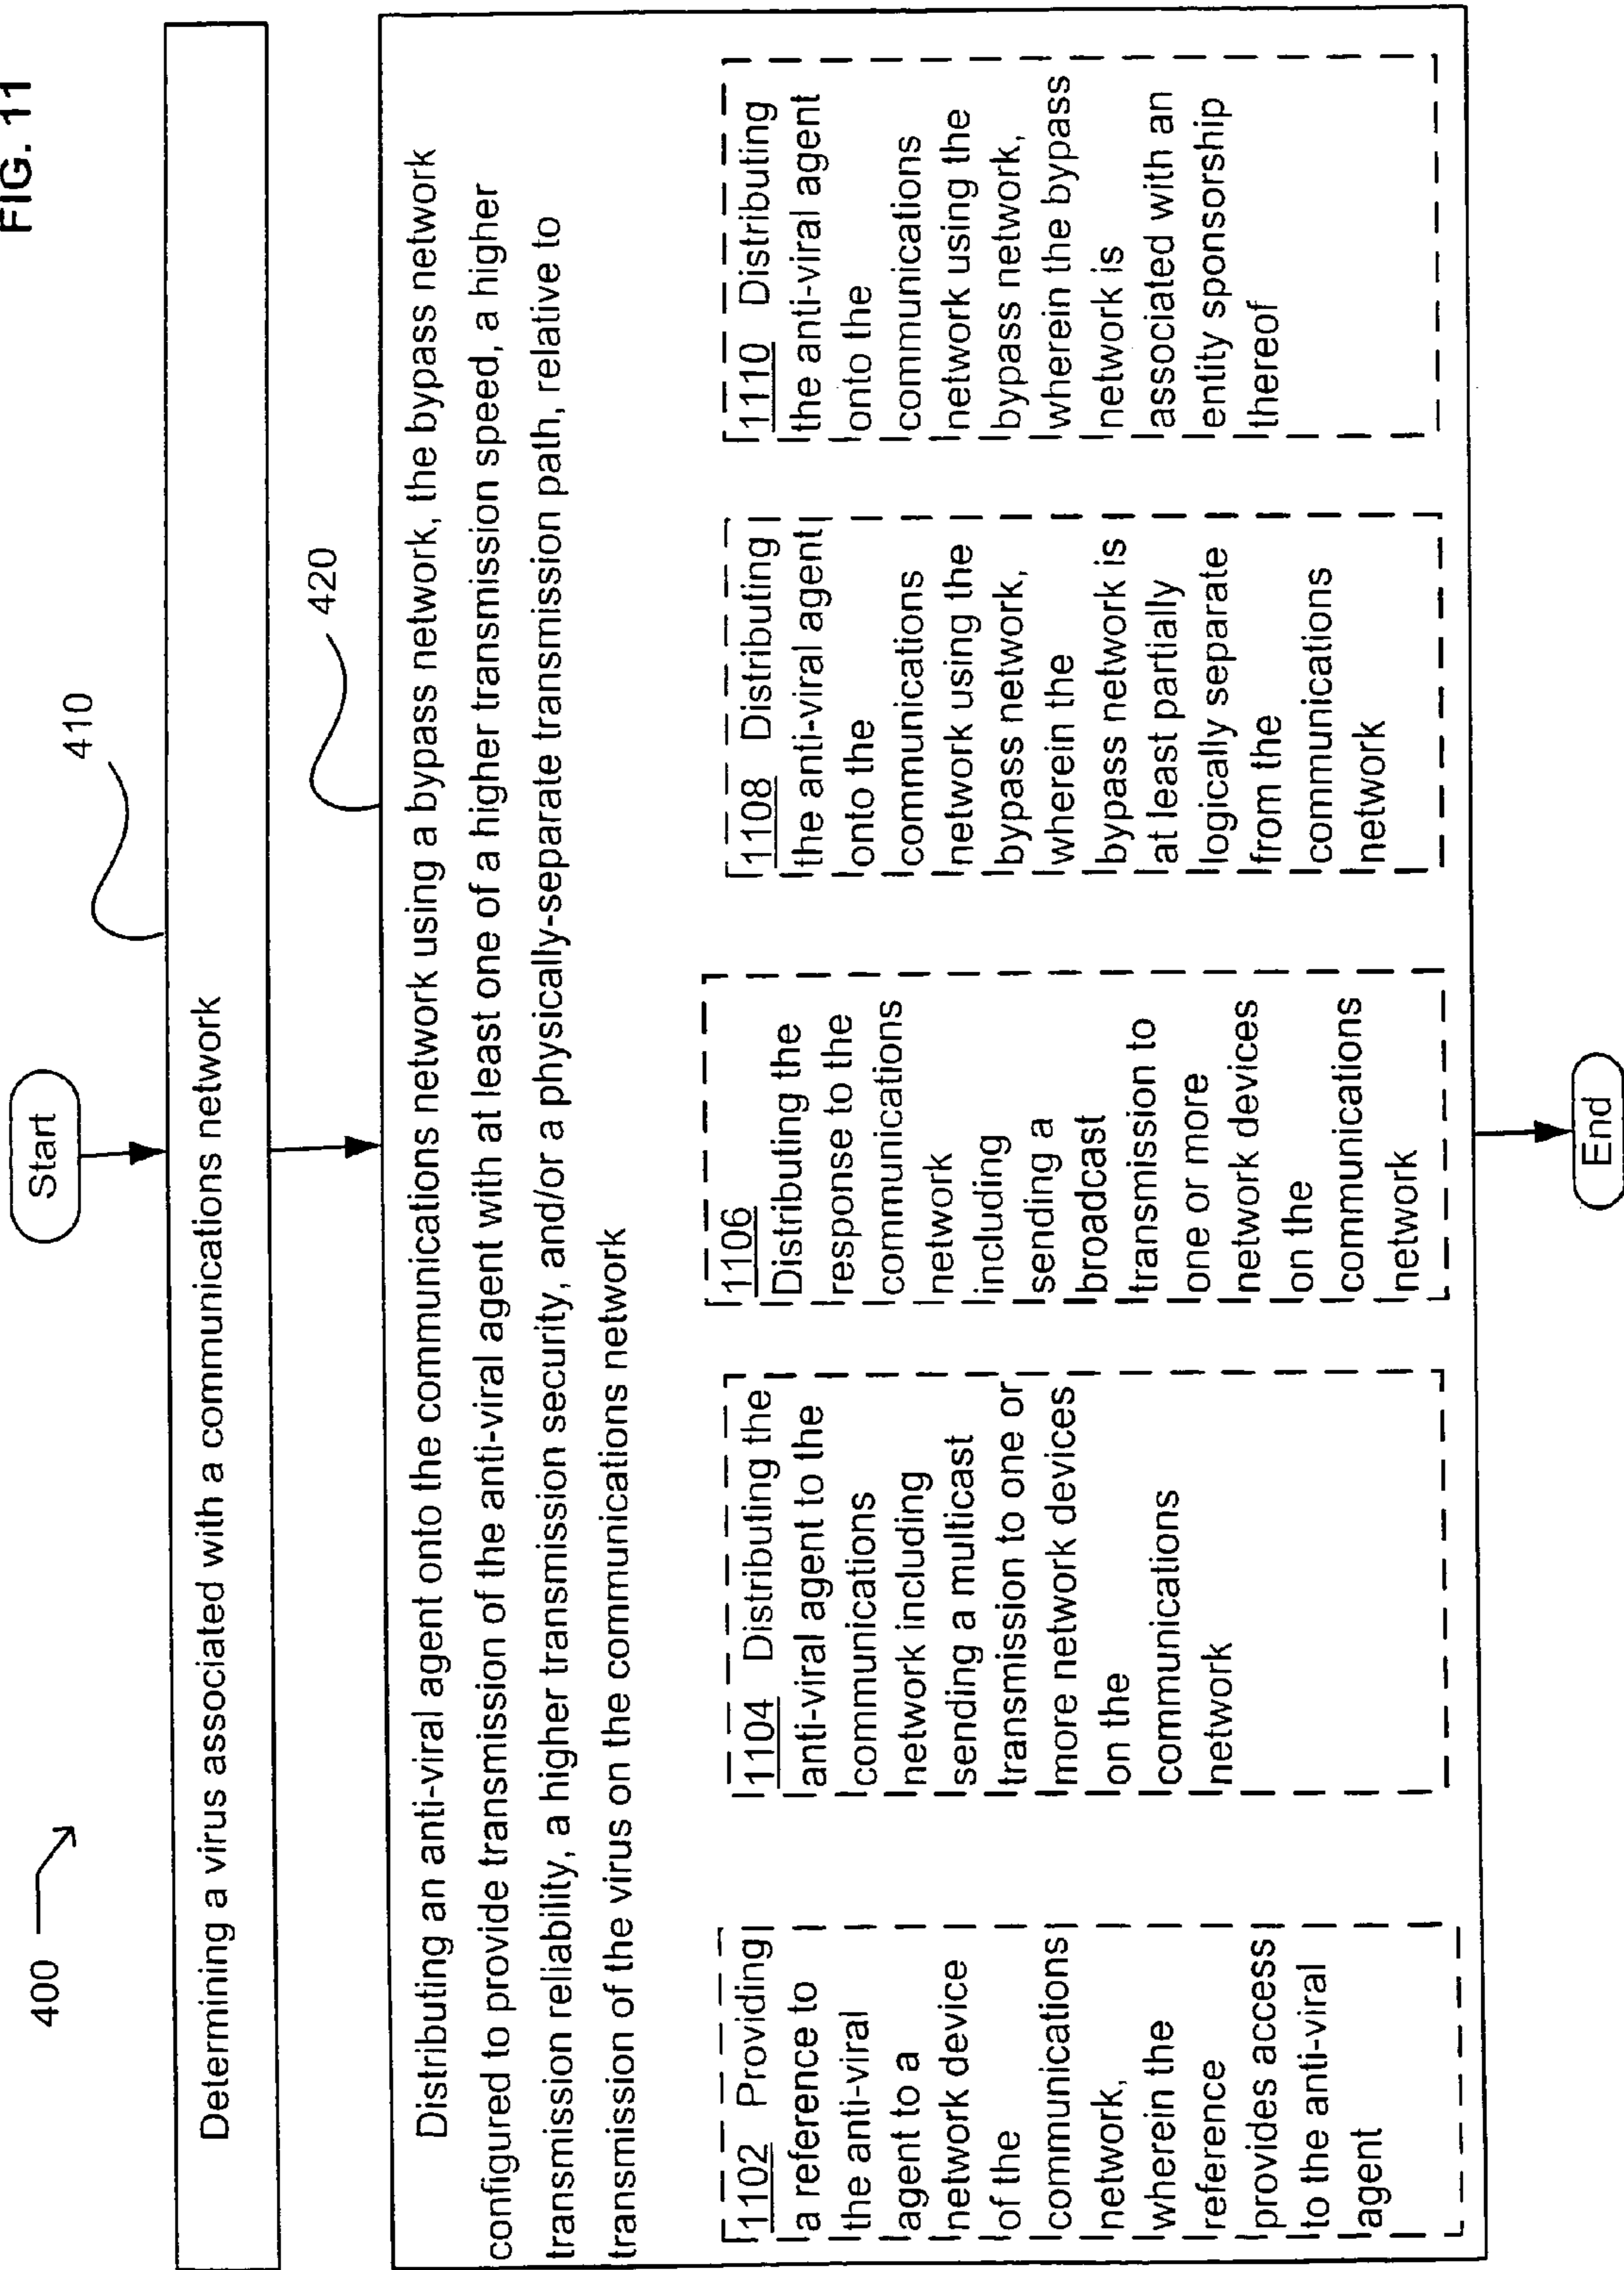 FIG. 11
400
Start
410
Determining a virus associated with a communications network
420
Distributing an anti-viral agent onto the communications network using a bypass network, the bypass network
configured to provide transmission of the anti-viral agent with at least one of a higher transmission speed, a higher
transmission reliability, a higher transmission security, and/or a physically-separate transmission path, relative to
transmission of the virus on the communications network
1102 Providing
a reference to
the anti-viral
agent to a
network device
of the
communications
network,
wherein the
reference
provides access
to the anti-viral
agent
1104 Distributing the
anti-viral agent to the
communications
network including
sending a multicast
transmission to one or
more network devices
on the
communications
network
1106
Distributing the
response to the
communications
network
including
sending a
broadcast
transmission to
one or more
network devices
on the
communications
network
1108 Distributing
the anti-viral agent
onto the
communications
network using the
bypass network,
wherein the
bypass network is
at least partially
logically separate
from the
communications
network
1110 Distributing
the anti-viral agent
onto the
communications
network using the
bypass network,
wherein the bypass
network is
associated with an
entity sponsorship
thereof
End